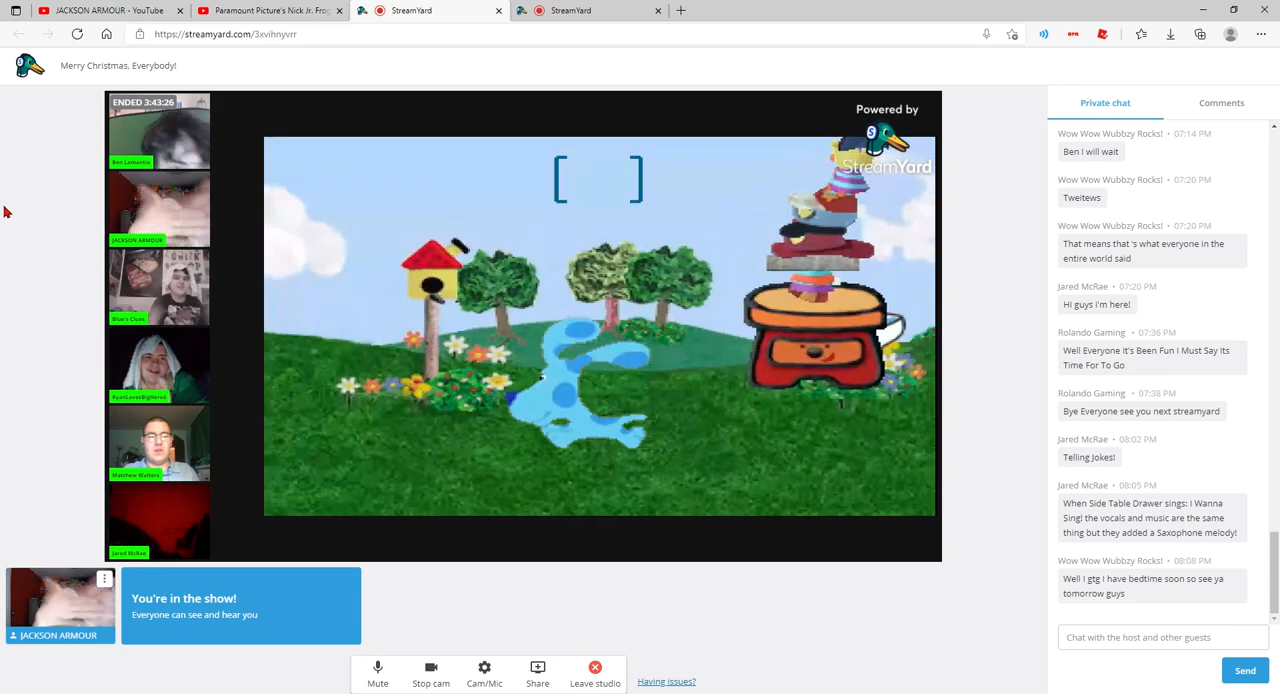 JACKSON ARMOUR - YouTube
Paramount Picture's Nick Jr. Frog
StreamYard
StreamYard
https://streamyard.com/3xvihnyvrr
Merry Christmas, Everybody!
ENDED 3:43:26
Ben Lamantia
JACKSON ARMOUR
Blue's Clues
RyanLovesBigHero6
Matthew Walters
Jared McRae
Powered by
StreamYard
JACKSON ARMOUR
You're in the show!
Everyone can see and hear you
Mute
Stop cam
Cam/Mic
Share
Leave studio
Having issues?
Private chat
Comments
Wow Wow Wubbzy Rocks! • 07:14 PM
Ben I will wait
Wow Wow Wubbzy Rocks! • 07:20 PM
Tweitews
Wow Wow Wubbzy Rocks! • 07:20 PM
That means that 's what everyone in the
entire world said
Jared McRae • 07:20 PM
Hi guys i'm here!
Rolando Gaming • 07:36 PM
Well Everyone It's Been Fun I Must Say Its
Time For To Go
Rolando Gaming • 07:38 PM
Bye Everyone see you next streamyard
Jared McRae • 08:02 PM
Telling Jokes!
Jared McRae • 08:05 PM
When Side Table Drawer sings: I Wanna
Sing! the vocals and music are the same
thing but they added a Saxophone melody!
Wow Wow Wubbzy Rocks! • 08:08 PM
Well I gtg I have bedtime soon so see ya
tomorrow guys
Chat with the host and other guests
Send